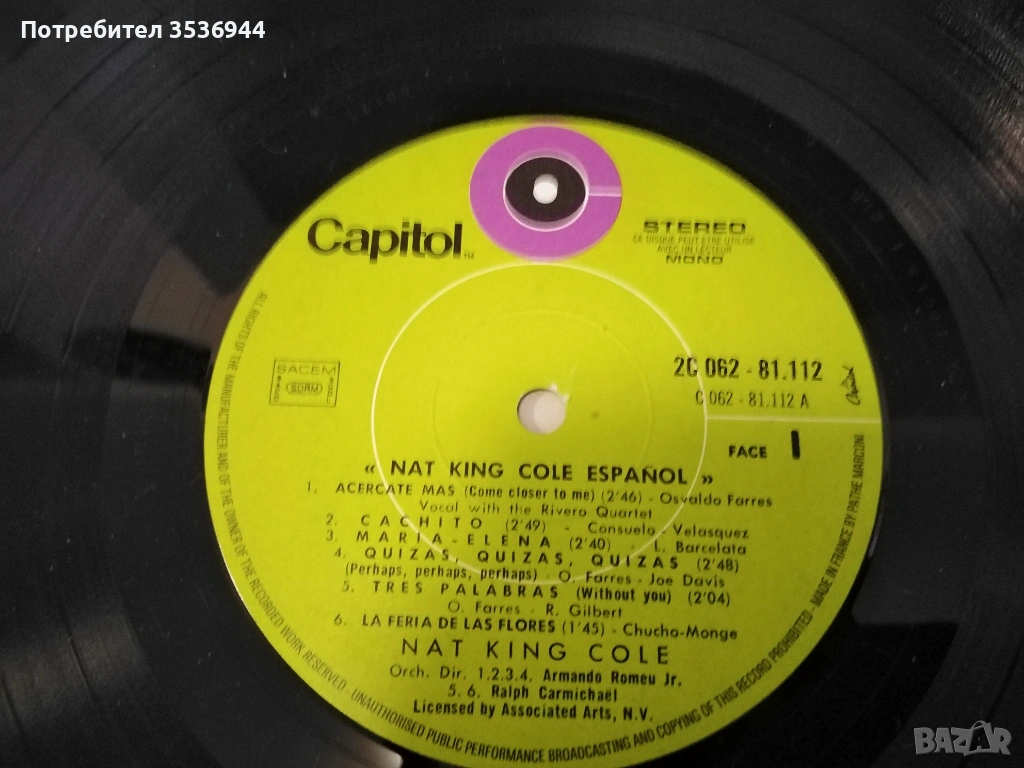 Потребител 3536944
Capitol TM
STEREO
CE DISQUE PEUT ETRE UTILISE
AVEC UN LECTEUR
MONO
SACEM
SDRM
2C 062 - 81.112
C 062 - 81.112 A
Capitol
FACE 1
« NAT KING COLE ESPAÑOL »
1. ACERCATE MAS (Come closer to me) (2'46) - Osvaldo Farres
Vocal with the Rivero Quartet
2. CACHITO (2'49) - Consuelo Velasquez
3. MARIA-ELENA (2'40) - L. Barcelata
4. QUIZAS, QUIZAS, QUIZAS (2'48)
(Perhaps, perhaps, perhaps) - O. Farres - Joe Davis
5. TRES PALABRAS (Without you) (2'04)
O. Farres - R. Gilbert
6. LA FERIA DE LAS FLORES (1'45) - Chucho-Monge
NAT KING COLE
Orch. Dir. 1.2.3.4. Armando Romeu Jr.
5. 6. Ralph Carmichaël
Licensed by Associated Arts, N.V.
ALL RIGHTS OF THE MANUFACTURER AND OF THE OWNER OF THE RECORDED WORK RESERVED - UNAUTHORISED PUBLIC PERFORMANCE BROADCASTING AND COPYING OF THIS RECORD PROHIBITED - MADE IN FRANCE BY PATHE MARCONI
BAZAR